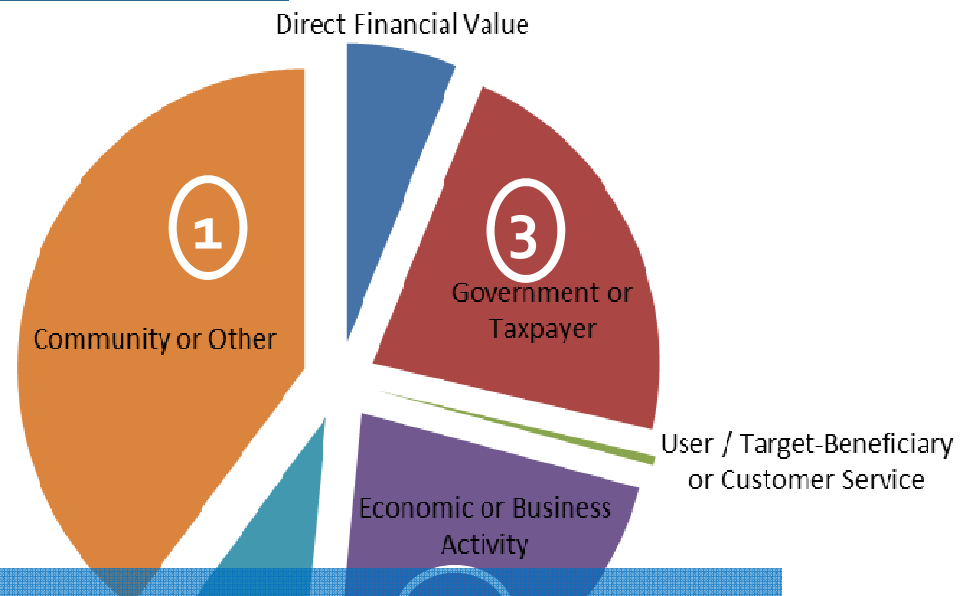 Direct Financial Value
1
3
Government or
Taxpayer
Community or Other
User / Target-Beneficiary
or Customer Service
Economic or Business
Activity